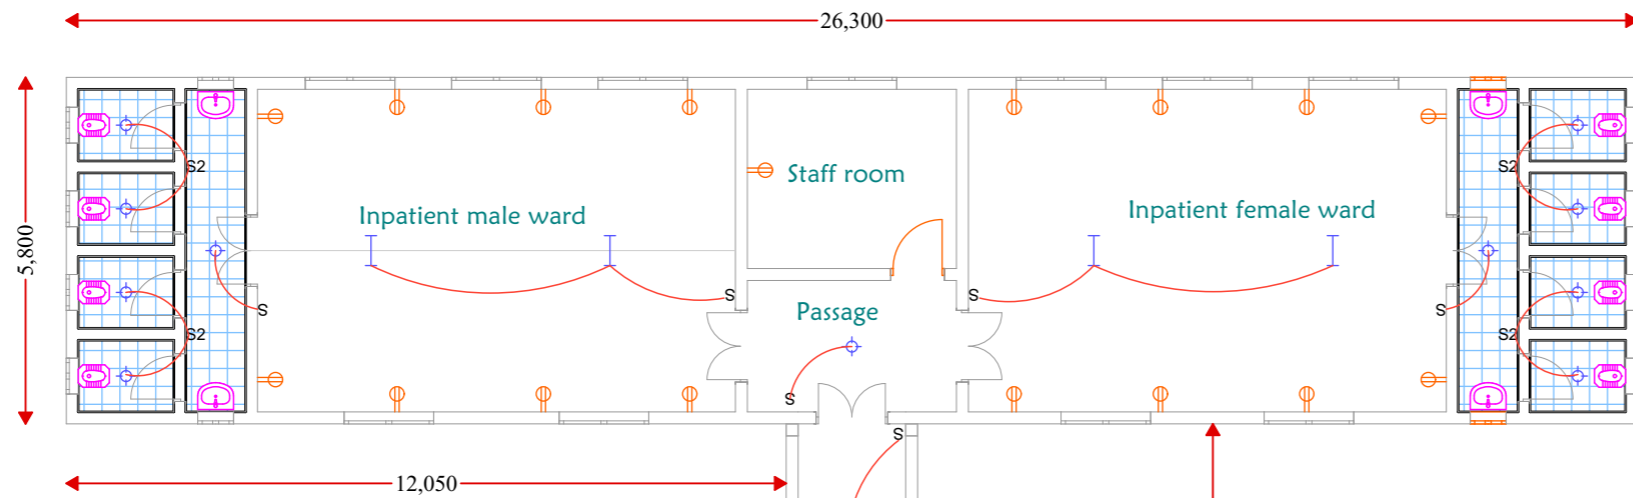 26,300
S2
S2
Staff room
Inpatient male ward
Inpatient female ward
5,800
S
S
S
S
Passage
S2
S2
S
S
12,050